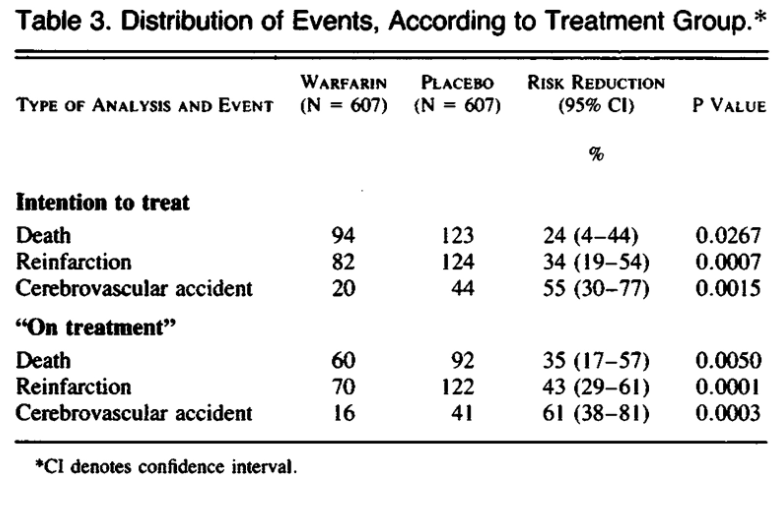 Table 3. Distribution of Events, According to Treatment Group.*
TYPE OF ANALYSIS AND EVENT WARFARIN (N = 607) PLACEBO (N = 607) RISK REDUCTION (95% CI) P VALUE
%
Intention to treat
Death 94 123 24 (4–44) 0.0267
Reinfarction 82 124 34 (19–54) 0.0007
Cerebrovascular accident 20 44 55 (30–77) 0.0015
“On treatment”
Death 60 92 35 (17–57) 0.0050
Reinfarction 70 122 43 (29–61) 0.0001
Cerebrovascular accident 16 41 61 (38–81) 0.0003
*CI denotes confidence interval.